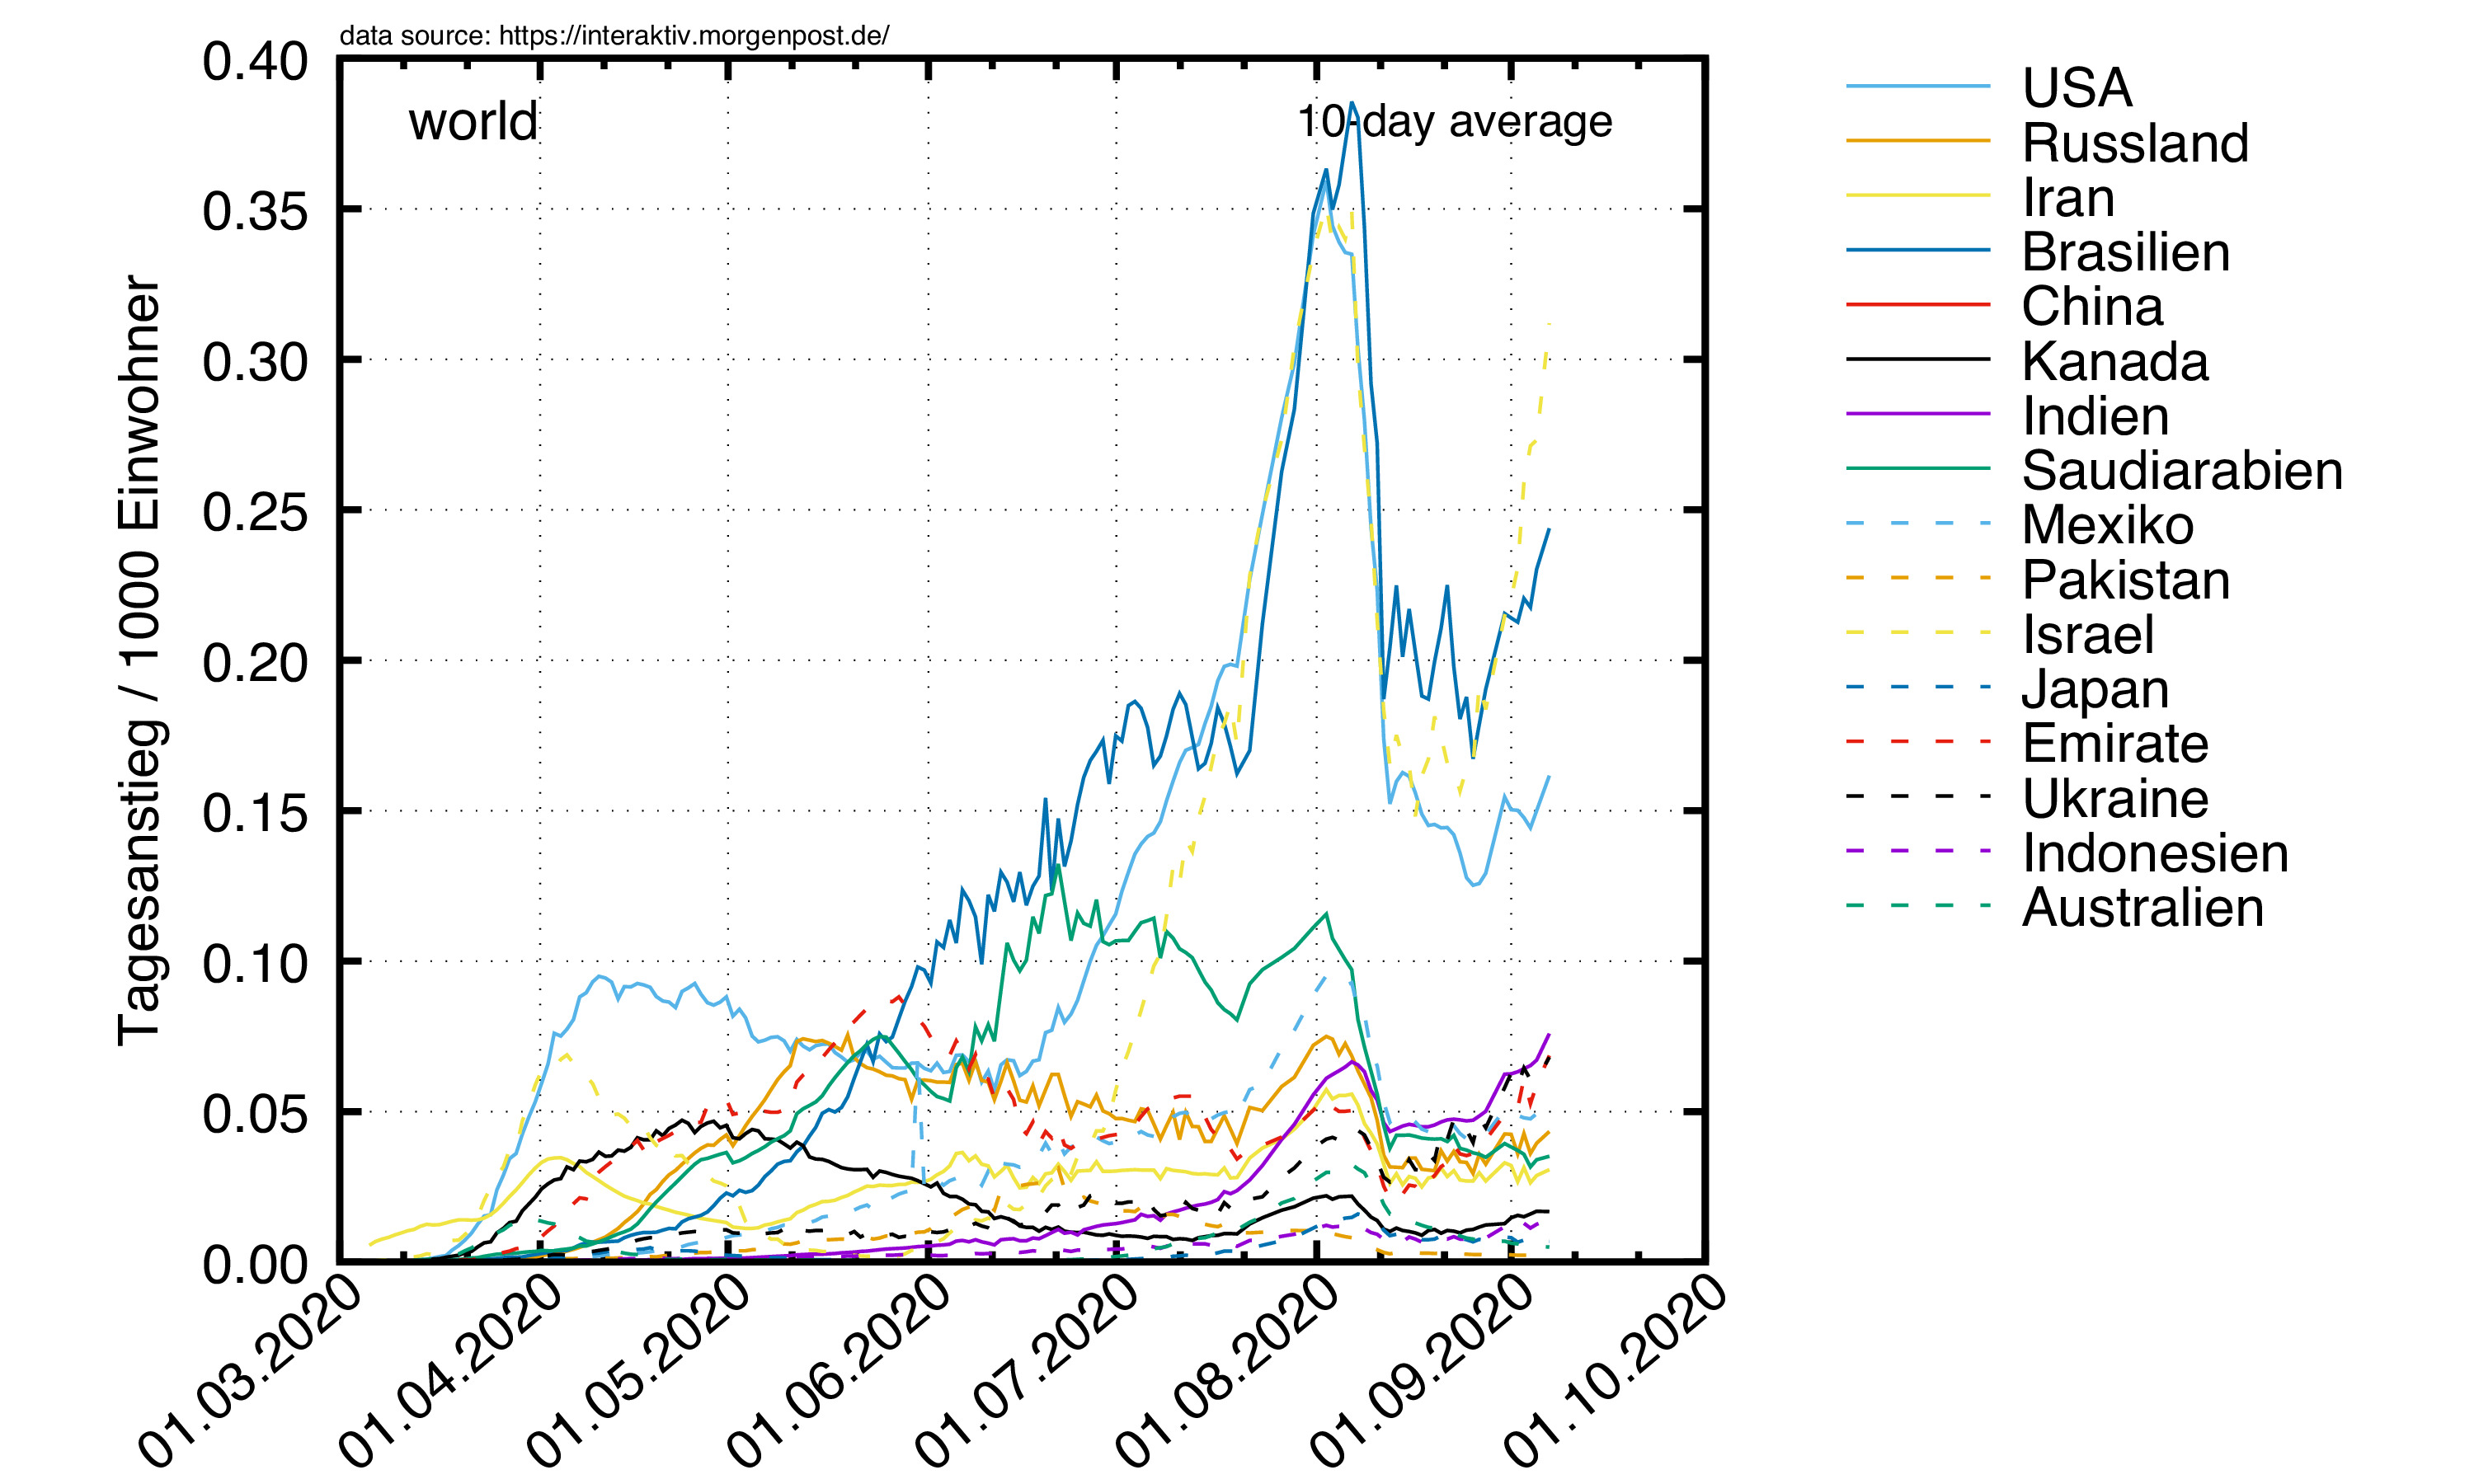 data source: https://interaktiv.morgenpost.de/
world
10-day average
Tagesanstieg / 1000 Einwohner
0.40
0.35
0.30
0.25
0.20
0.15
0.10
0.05
0.00
01.03.2020
01.04.2020
01.05.2020
01.06.2020
01.07.2020
01.08.2020
01.09.2020
01.10.2020
USA
Russland
Iran
Brasilien
China
Kanada
Indien
Saudiarabien
Mexiko
Pakistan
Israel
Japan
Emirate
Ukraine
Indonesien
Australien